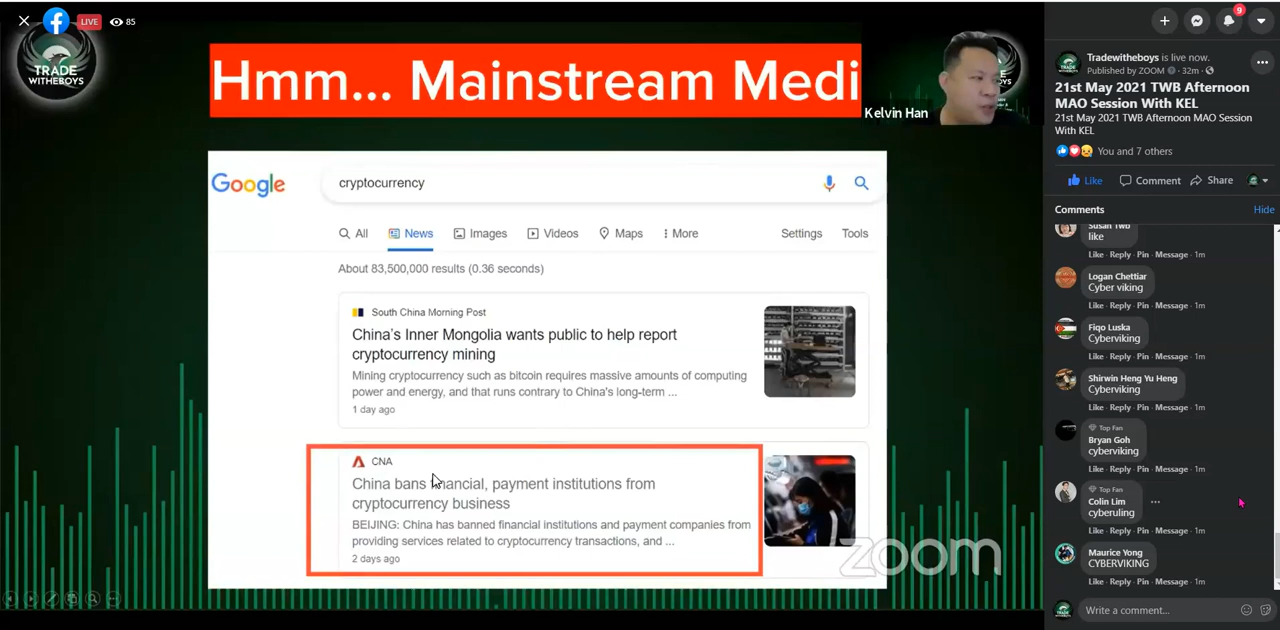 LIVE 85
TRADE
WITHEBOYS
Hmm... Mainstream Medi
Kelvin Han
Google
cryptocurrency
All News Images Videos Maps More Settings Tools
About 83,500,000 results (0.36 seconds)
South China Morning Post
China's Inner Mongolia wants public to help report
cryptocurrency mining
Mining cryptocurrency such as bitcoin requires massive amounts of computing
power and energy, and that runs contrary to China's long-term ...
1 day ago
CNA
China bans financial, payment institutions from
cryptocurrency business
BEIJING: China has banned financial institutions and payment companies from
providing services related to cryptocurrency transactions, and ...
2 days ago
zoom
9
Tradewitheboys is live now.
Published by ZOOM · 32m ·
21st May 2021 TWB Afternoon
MAO Session With KEL
21st May 2021 TWB Afternoon MAO Session
With KEL
You and 7 others
Like Comment Share
Comments Hide
like
Like · Reply · Pin · Message · 1m
Logan Chettiar
Cyber viking
Like · Reply · Pin · Message · 1m
Fiqo Luska
Cyberviking
Like · Reply · Pin · Message · 1m
Shirwin Heng Yu Heng
Cyberviking
Like · Reply · Pin · Message · 1m
Top Fan
Bryan Goh
cyberviking
Like · Reply · Pin · Message · 1m
Top Fan
Colin Lim
cyberuling
Like · Reply · Pin · Message · 1m
Maurice Yong
CYBERVIKING
Like · Reply · Pin · Message · 1m
Write a comment...